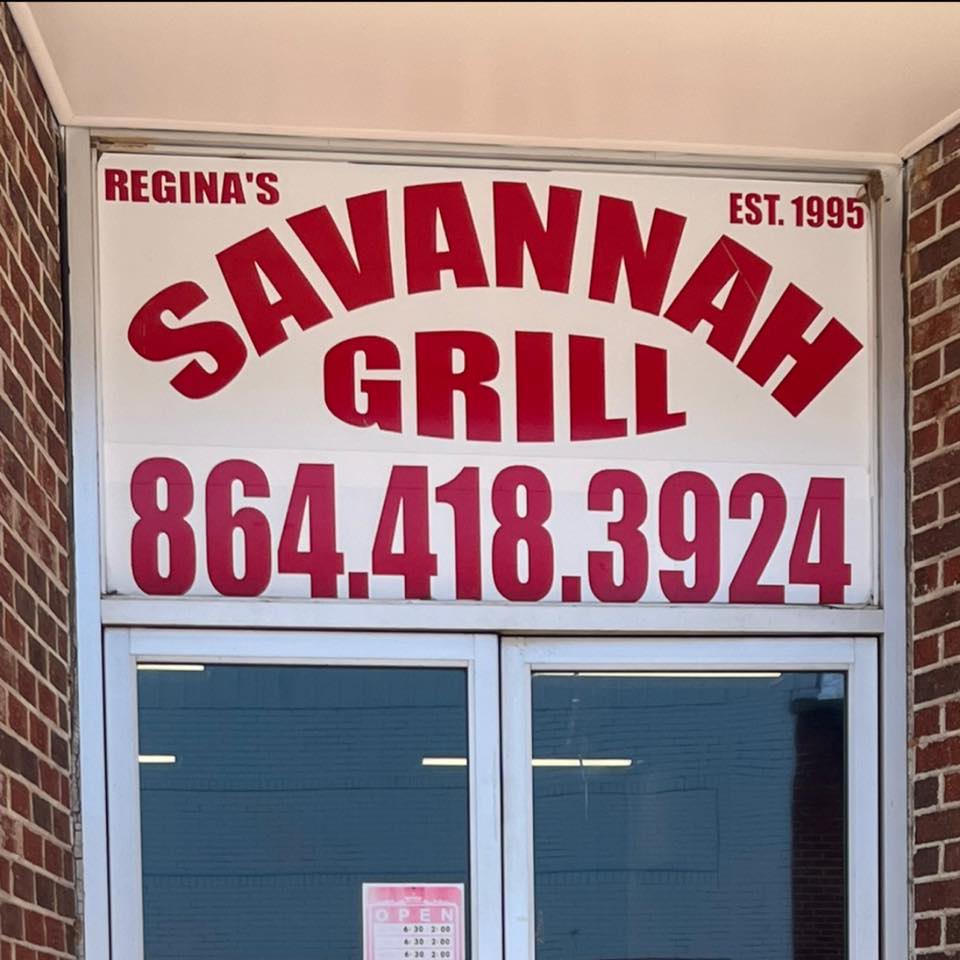 REGINA'S
EST. 1995
SAVANNAH
GRILL
864.418.3924
OPEN
6:30 2:00
6:30 2:00
6:30 2:00